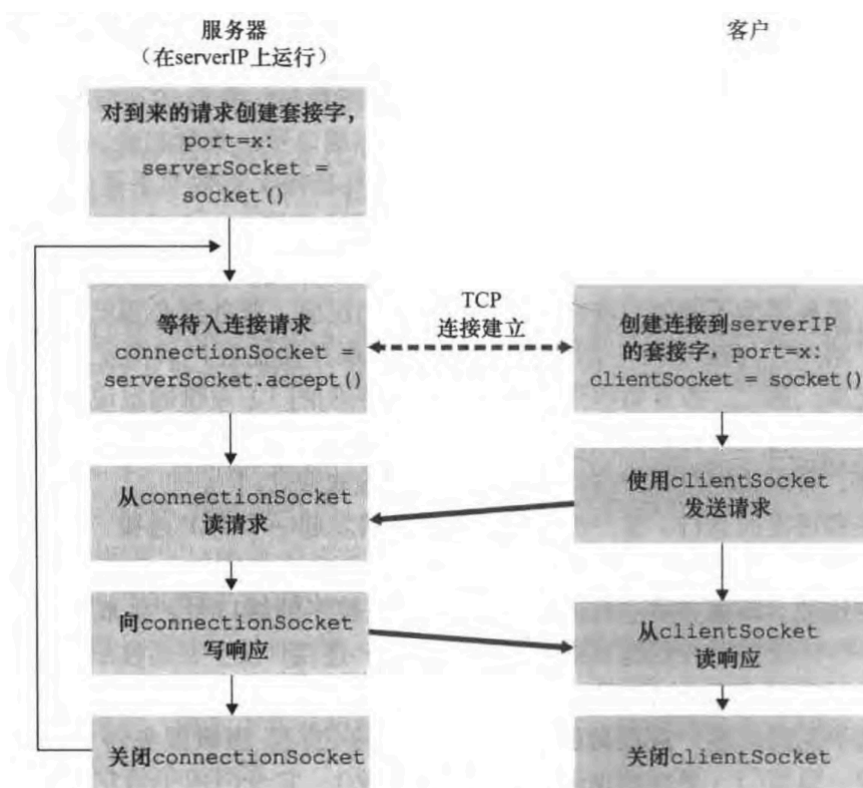 服务器
（在serverIP上运行）
客户
对到来的请求创建套接字，
port=x:
serverSocket =
socket()
等待入连接请求
connectionSocket =
serverSocket.accept()
TCP
连接建立
创建连接到serverIP
的套接字，port=x:
clientSocket = socket()
从connectionSocket
读请求
使用clientSocket
发送请求
向connectionSocket
写响应
从clientSocket
读响应
关闭connectionSocket
关闭clientSocket